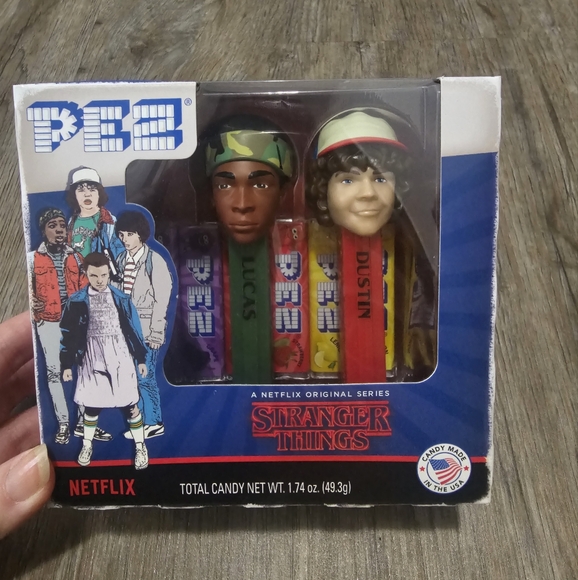 PEZ®
PEZ
LUCAS
PEZ
PEZ
DUSTIN
A NETFLIX ORIGINAL SERIES
STRANGER
THINGS
CANDY MADE
IN THE USA
NETFLIX
TOTAL CANDY NET WT. 1.74 oz. (49.3g)